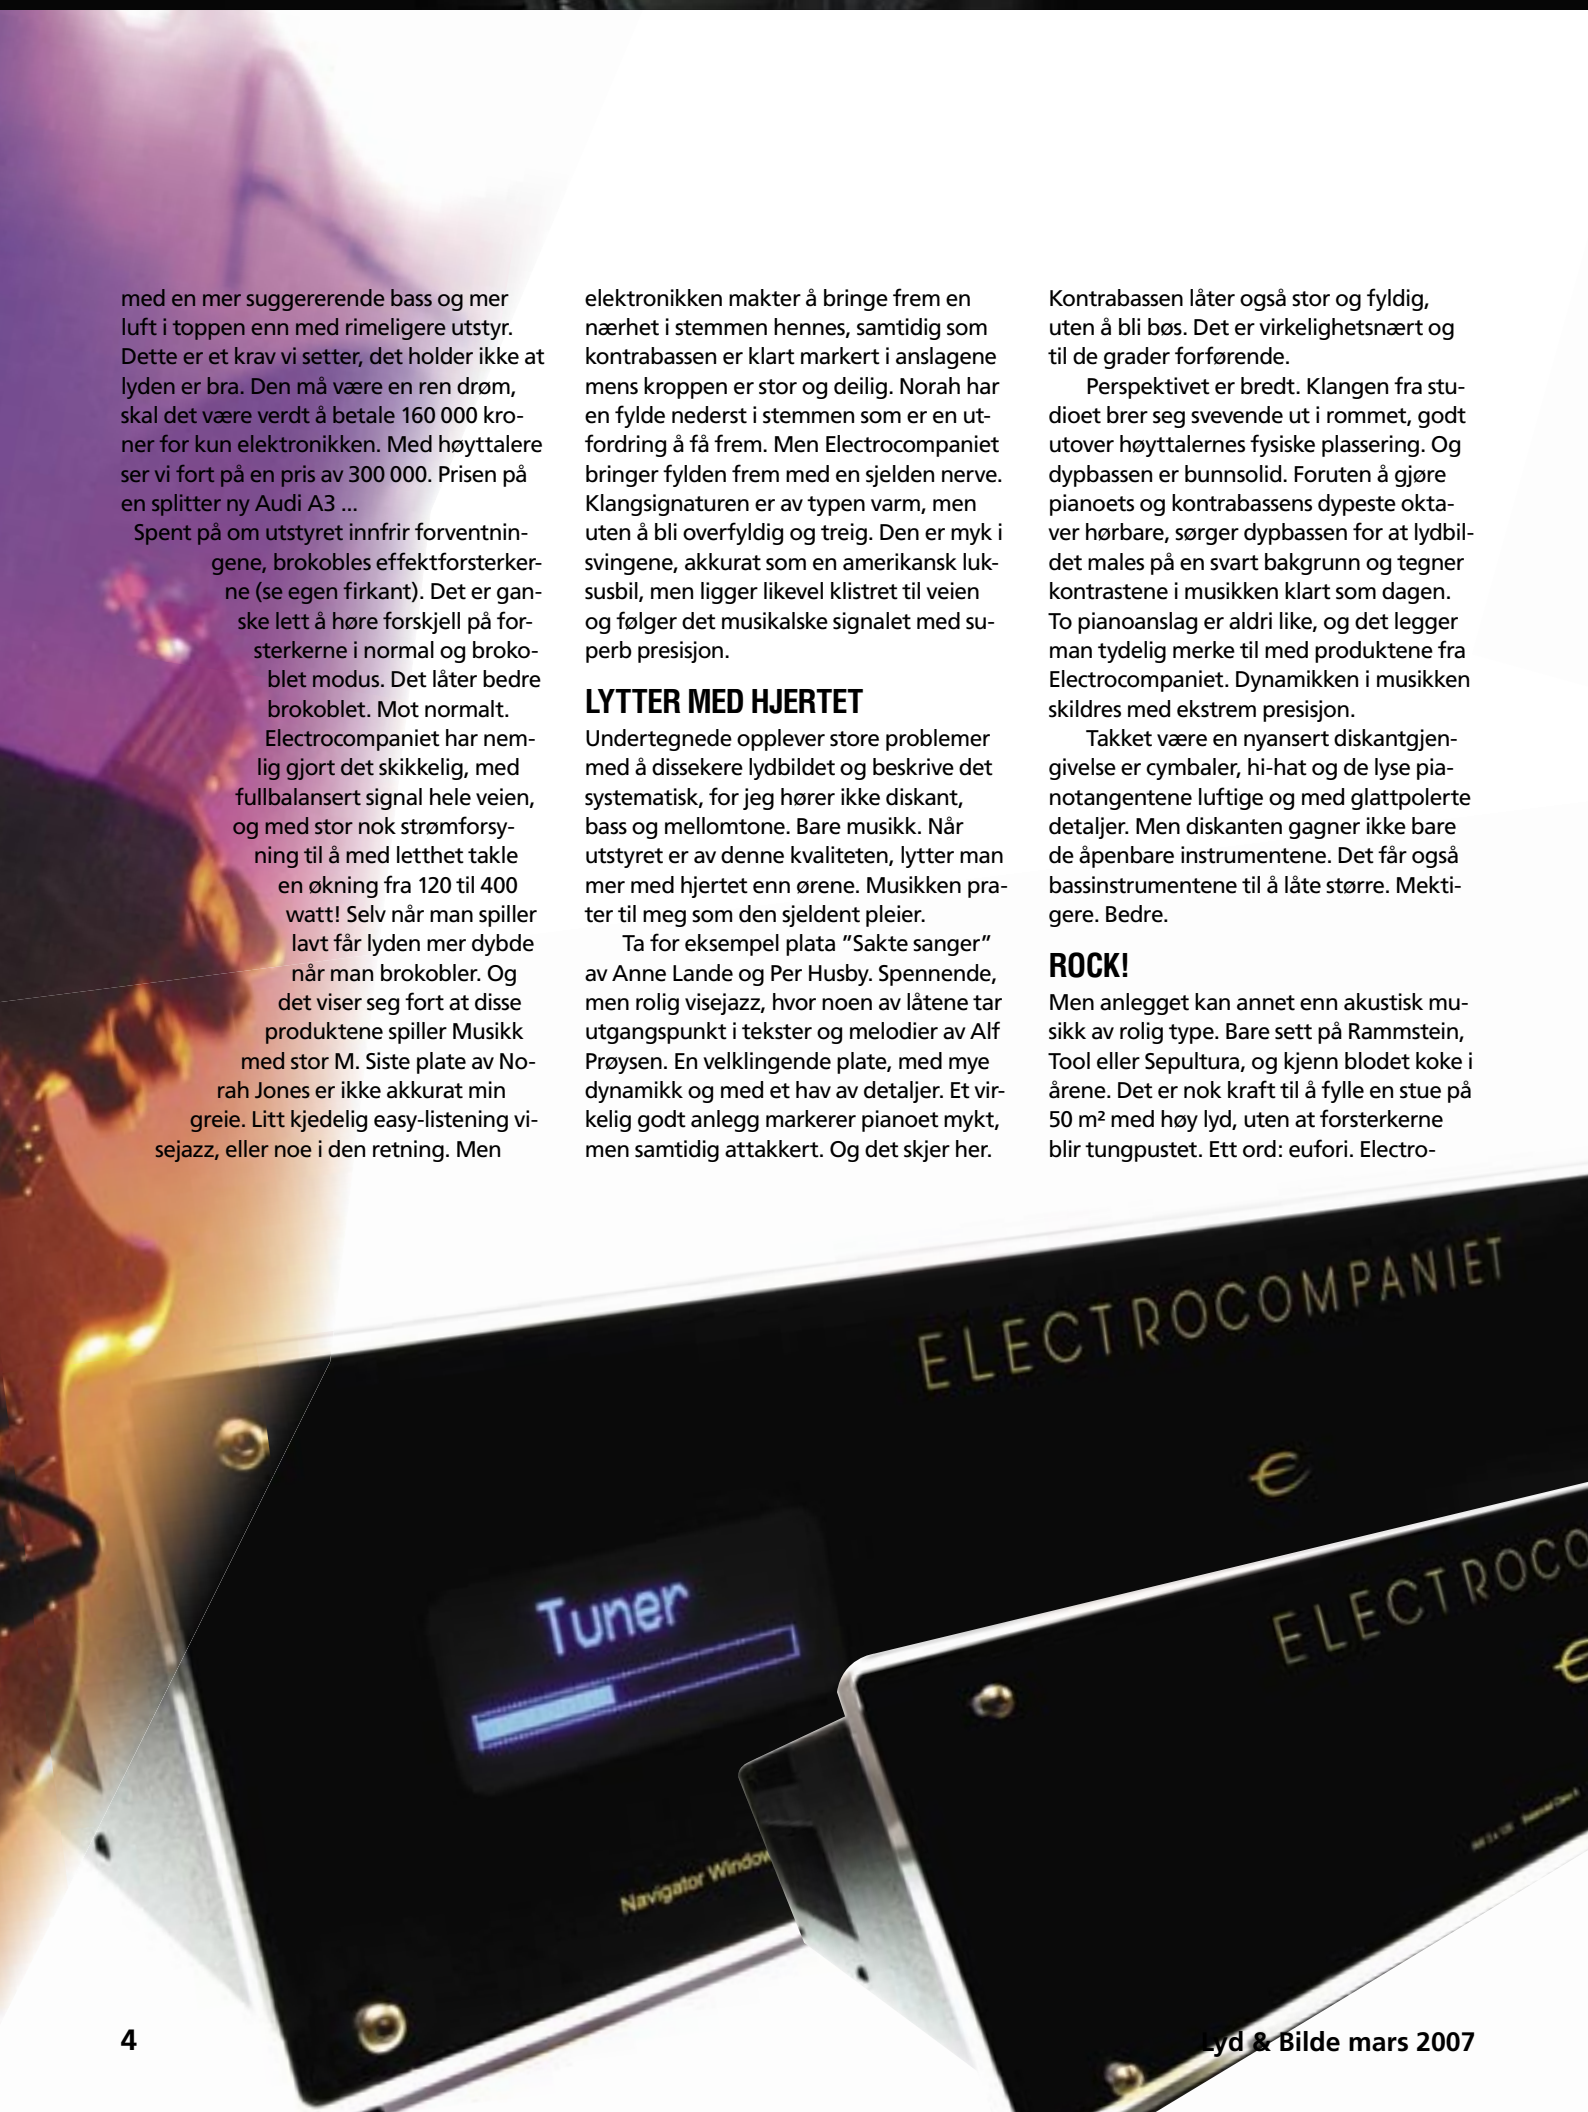 med en mer suggererende bass og mer
luft i toppen enn med rimeligere utstyr.
Dette er et krav vi setter, det holder ikke at
lyden er bra. Den må være en ren drøm,
skal det være verdt å betale 160 000 kro-
ner for kun elektronikken. Med høyttalere
ser vi fort på en pris av 300 000. Prisen på
en splitter ny Audi A3 ...
Spent på om utstyret innfrir forventnin-
gene, brokobles effektforsterker-
ne (se egen firkant). Det er gan-
ske lett å høre forskjell på for-
sterkerne i normal og broko-
blet modus. Det låter bedre
brokoblet. Mot normalt.
Electrocompaniet har nem-
lig gjort det skikkelig, med
fullbalansert signal hele veien,
og med stor nok strømforsy-
ning til å med letthet takle
en økning fra 120 til 400
watt! Selv når man spiller
lavt får lyden mer dybde
når man brokobler. Og
det viser seg fort at disse
produktene spiller Musikk
med stor M. Siste plate av No-
rah Jones er ikke akkurat min
greie. Litt kjedelig easy-listening vi-
sejazz, eller noe i den retning. Men
elektronikken makter å bringe frem en
nærhet i stemmen hennes, samtidig som
kontrabassen er klart markert i anslagene
mens kroppen er stor og deilig. Norah har
en fylde nederst i stemmen som er en ut-
fordring å få frem. Men Electrocompaniet
bringer fylden frem med en sjelden nerve.
Klangsignaturen er av typen varm, men
uten å bli overfyldig og treig. Den er myk i
svingene, akkurat som en amerikansk luk-
susbil, men ligger likevel klistret til veien
og følger det musikalske signalet med su-
perb presisjon.
LYTTER MED HJERTET
Undertegnede opplever store problemer
med å dissekere lydbildet og beskrive det
systematisk, for jeg hører ikke diskant,
bass og mellomtone. Bare musikk. Når
utstyret er av denne kvaliteten, lytter man
mer med hjertet enn ørene. Musikken pra-
ter til meg som den sjeldent pleier.
Ta for eksempel plata ”Sakte sanger”
av Anne Lande og Per Husby. Spennende,
men rolig visejazz, hvor noen av låtene tar
utgangspunkt i tekster og melodier av Alf
Prøysen. En velklingende plate, med mye
dynamikk og med et hav av detaljer. Et vir-
kelig godt anlegg markerer pianoet mykt,
men samtidig attakkert. Og det skjer her.
Kontrabassen låter også stor og fyldig,
uten å bli bøs. Det er virkelighetsnært og
til de grader forførende.
Perspektivet er bredt. Klangen fra stu-
dioet brer seg svevende ut i rommet, godt
utover høyttalernes fysiske plassering. Og
dypbassen er bunnsolid. Foruten å gjøre
pianoets og kontrabassens dypeste okta-
ver hørbare, sørger dypbassen for at lydbil-
det males på en svart bakgrunn og tegner
kontrastene i musikken klart som dagen.
To pianoanslag er aldri like, og det legger
man tydelig merke til med produktene fra
Electrocompaniet. Dynamikken i musikken
skildres med ekstrem presisjon.
Takket være en nyansert diskantgjen-
givelse er cymbaler, hi-hat og de lyse pia-
notangentene luftige og med glattpolerte
detaljer. Men diskanten gagner ikke bare
de åpenbare instrumentene. Det får også
bassinstrumentene til å låte større. Mekti-
gere. Bedre.
ROCK!
Men anlegget kan annet enn akustisk mu-
sikk av rolig type. Bare sett på Rammstein,
Tool eller Sepultura, og kjenn blodet koke i
årene. Det er nok kraft til å fylle en stue på
50 m² med høy lyd, uten at forsterkerne
blir tungpustet. Ett ord: eufori. Electro-
ELECTROCOMPANIET
Tuner
Navigator Window
ELECTROCO
4
Lyd & Bilde mars 2007